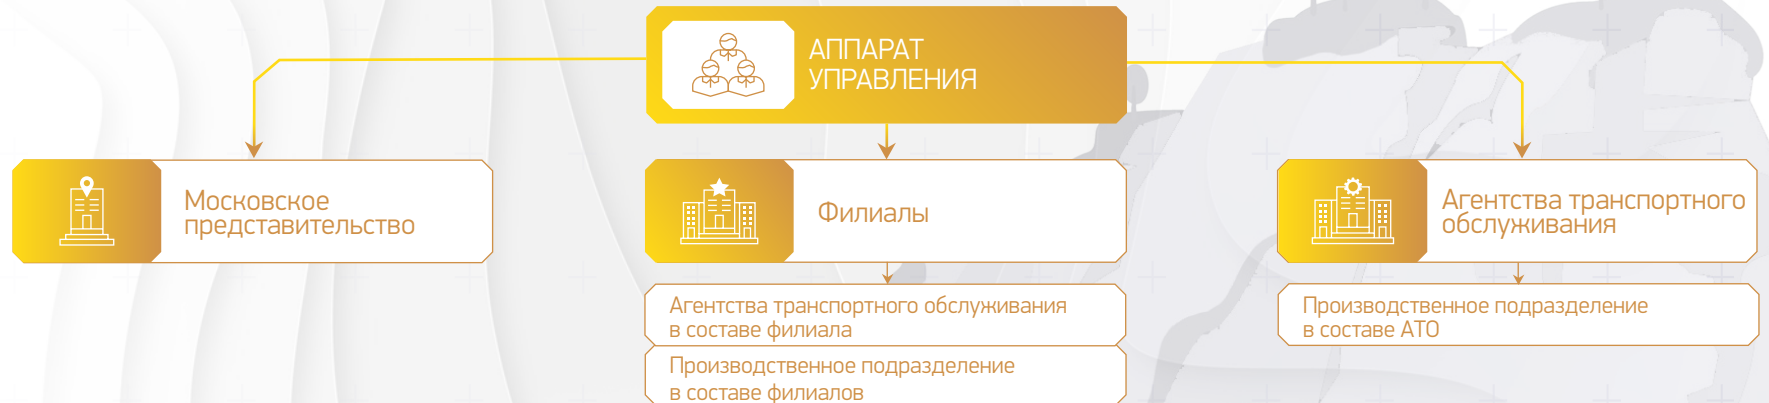 АППАРАТ
УПРАВЛЕНИЯ
Московское
представительство
Филиалы
Агентства транспортного
обслуживания
Агентства транспортного обслуживания
в составе филиала
Производственное подразделение
в составе филиалов
Производственное подразделение
в составе АТО